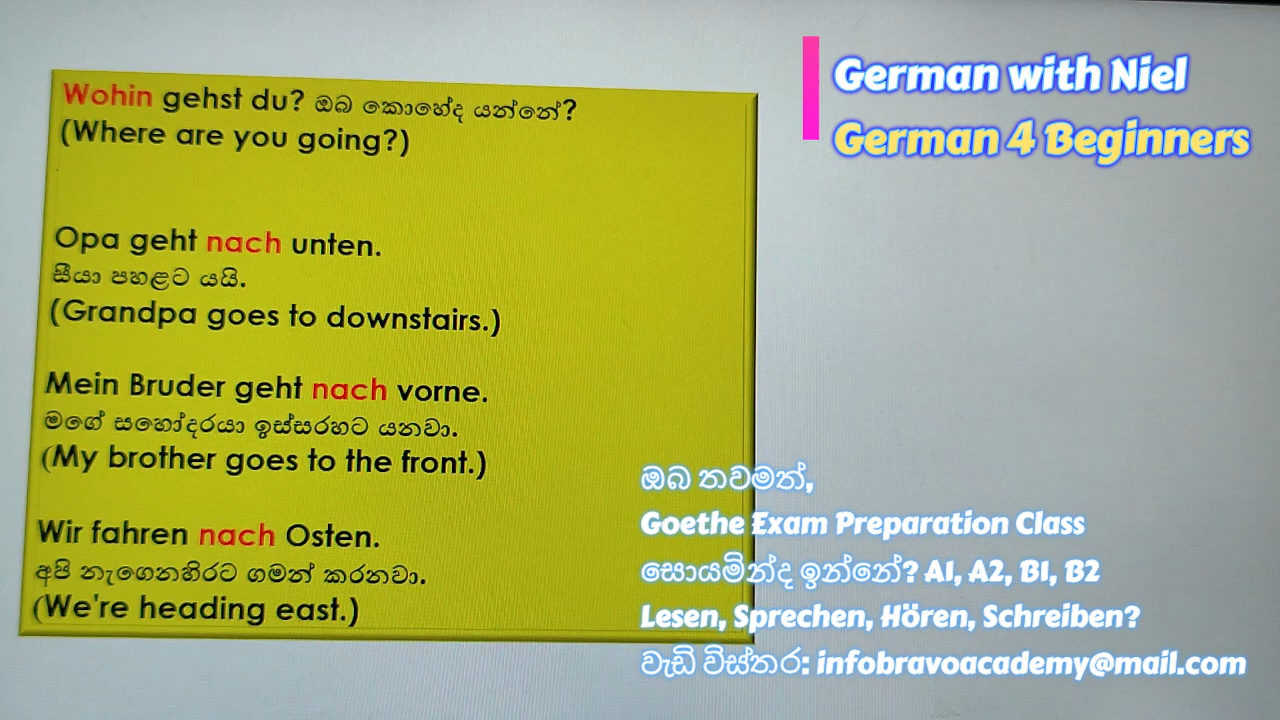 Wohin gehst du? ඔබ කොහේද යන්නේ?
(Where are you going?)
Opa geht nach unten.
සීයා පහළට යයි.
(Grandpa goes to downstairs.)
Mein Bruder geht nach vorne.
මගේ සහෝදරයා ඉස්සරහට යනවා.
(My brother goes to the front.)
Wir fahren nach Osten.
අපි නැගෙනහිරට ගමන් කරනවා.
(We're heading east.)
German with Niel
German 4 Beginners
ඔබ තවමත්,
Goethe Exam Preparation Class
සොයමින්ද ඉන්නේ? A1, A2, B1, B2
Lesen, Sprechen, Hören, Schreiben?
වැඩි විස්තර: infobravoacademy@mail.com